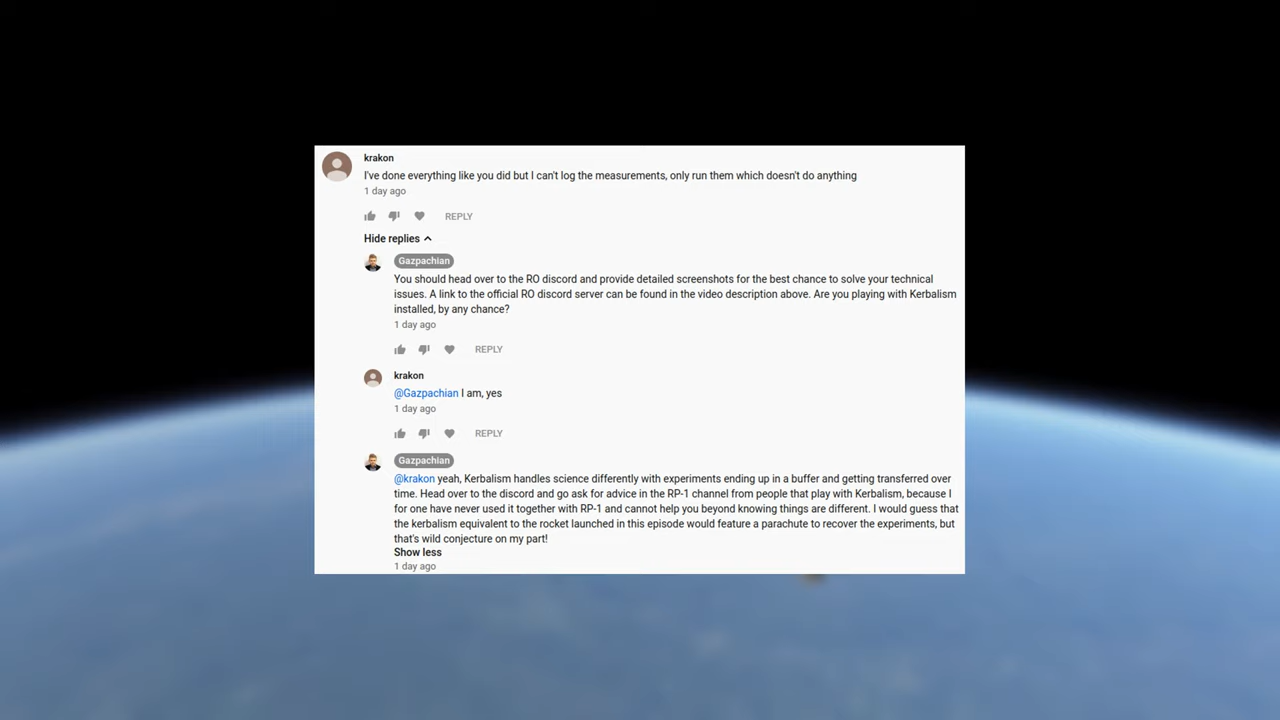 krakon
I've done everything like you did but I can't log the measurements, only run them which doesn't do anything
1 day ago
REPLY
Hide replies
Gazpachian
You should head over to the RO discord and provide detailed screenshots for the best chance to solve your technical
issues. A link to the official RO discord server can be found in the video description above. Are you playing with Kerbalism
installed, by any chance?
1 day ago
REPLY
krakon
@Gazpachian I am, yes
1 day ago
REPLY
Gazpachian
@krakon yeah, Kerbalism handles science differently with experiments ending up in a buffer and getting transferred over
time. Head over to the discord and go ask for advice in the RP-1 channel from people that play with Kerbalism, because I
for one have never used it together with RP-1 and cannot help you beyond knowing things are different. I would guess that
the kerbalism equivalent to the rocket launched in this episode would feature a parachute to recover the experiments, but
that's wild conjecture on my part!
Show less
1 day ago